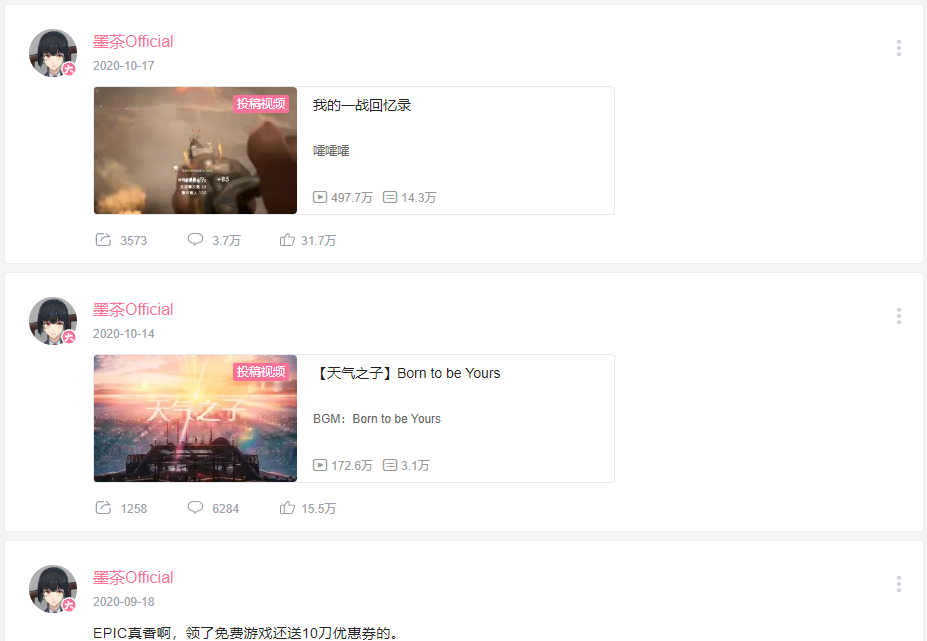 墨茶Official
2020-10-17
投稿视频
我的一战回忆录
嚯嚯嚯
497.7万 14.3万
3573 3.7万 31.7万
墨茶Official
2020-10-14
投稿视频
天气之子
【天气之子】Born to be Yours
BGM：Born to be Yours
172.6万 3.1万
1258 6284 15.5万
墨茶Official
2020-09-18
EPIC真香啊，领了免费游戏还送10刀优惠券的。